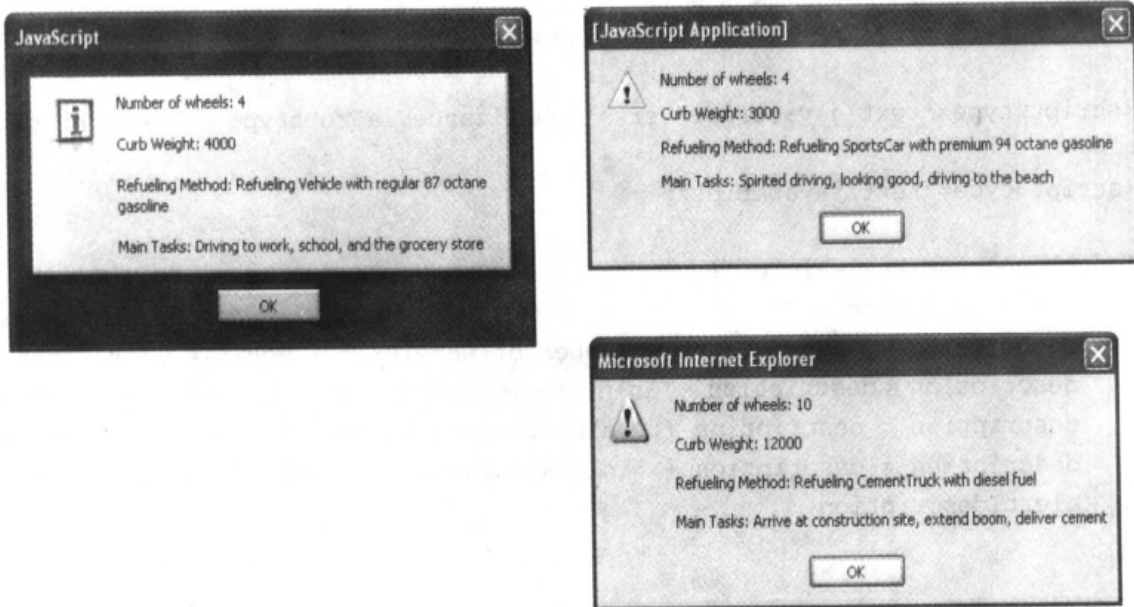 JavaScript
Number of wheels: 4
Curb Weight: 4000
Refueling Method: Refueling Vehicle with regular 87 octane
gasoline
Main Tasks: Driving to work, school, and the grocery store
OK
[JavaScript Application]
Number of wheels: 4
Curb Weight: 3000
Refueling Method: Refueling SportsCar with premium 94 octane gasoline
Main Tasks: Spirited driving, looking good, driving to the beach
OK
Microsoft Internet Explorer
Number of wheels: 10
Curb Weight: 12000
Refueling Method: Refueling CementTruck with diesel fuel
Main Tasks: Arrive at construction site, extend boom, deliver cement
OK